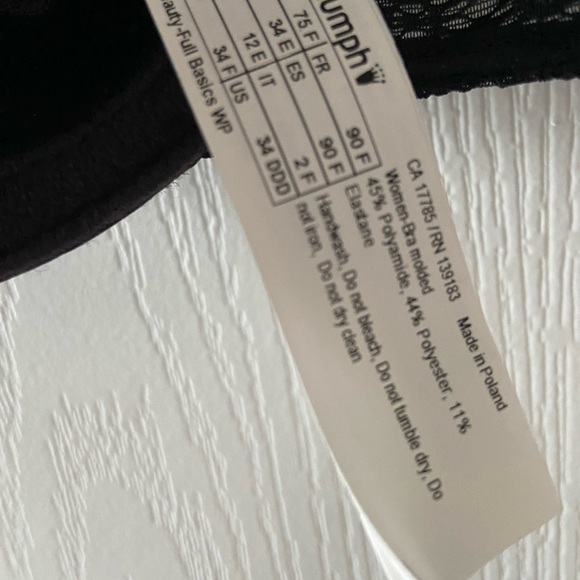 umph
75 F FR 90 F
34 E ES 90 F
12 E IT 2 F
34 F US 34 DDD
auty-Full Basics WP
CA 17785 / RN 139183 Made in Poland
Women-Bra molded
45% Polyamide, 44% Polyester, 11%
Elastane
Handwash, Do not bleach, Do not tumble dry, Do
not iron, Do not dry clean